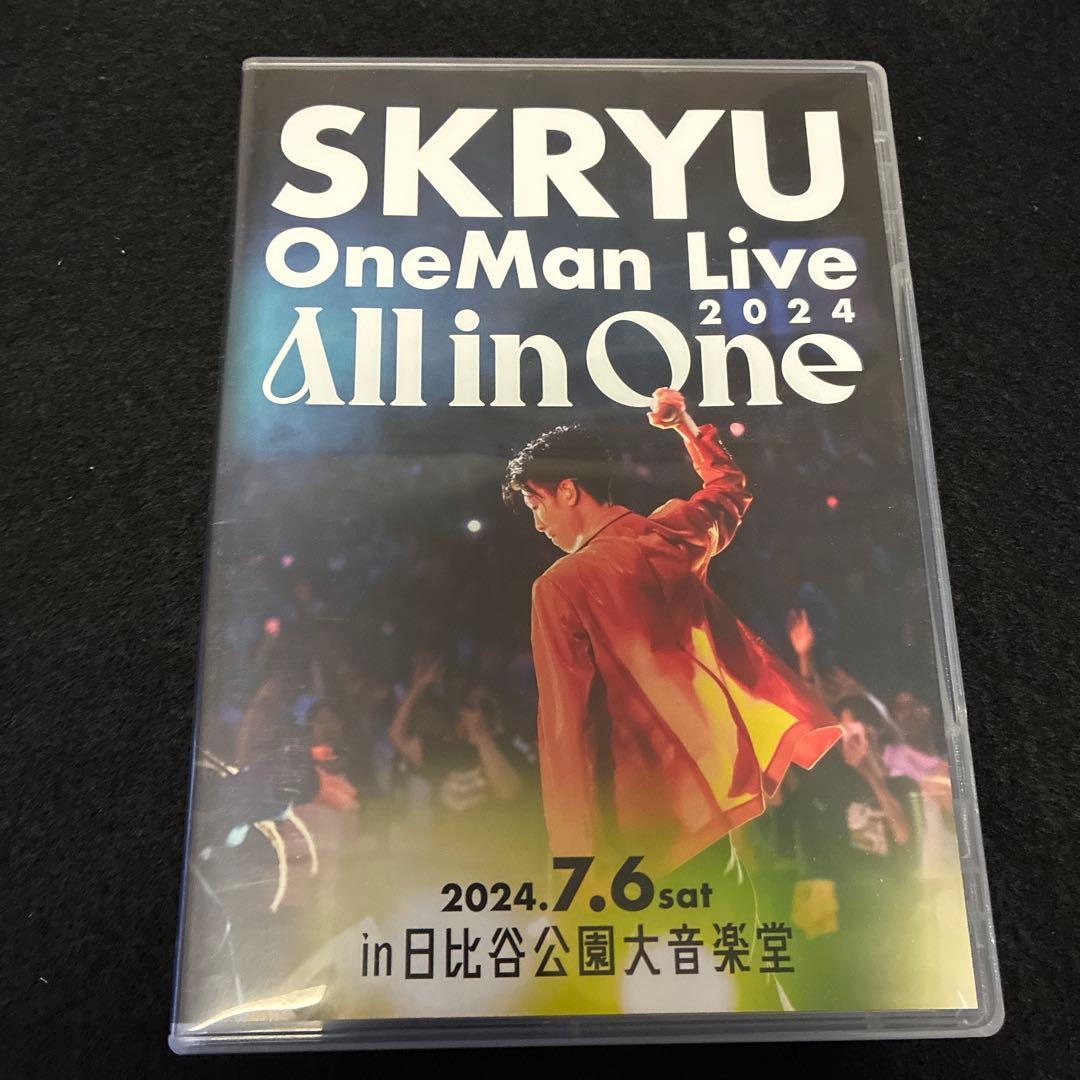 SKRYU
OneMan Live
2024
All in One
2024.7.6sat
in日比谷公園大音楽堂